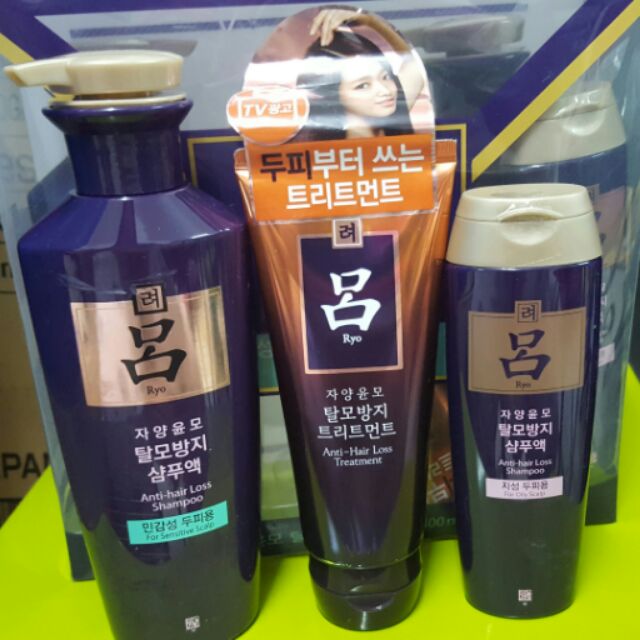 려
呂
Ryo
자양윤모
탈모방지
샴푸액
Anti-hair Loss
Shampoo
민감성 두피용
For Sensitive Scalp
TV광고
두피부터 쓰는
트리트먼트
려
呂
Ryo
자양윤모
탈모방지
트리트먼트
Anti-Hair Loss
Treatment
려
呂
Ryo
자양윤모
탈모방지
샴푸액
Anti-hair Loss
Shampoo
지성 두피용
For Oily Scalp